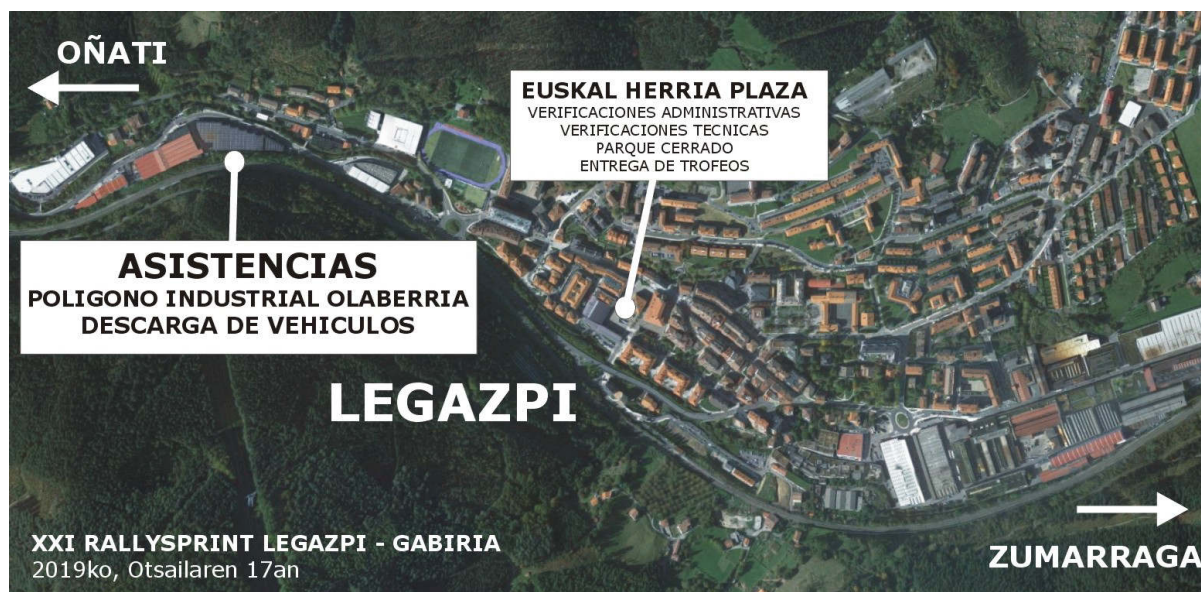 OÑATI
EUSKAL HERRIA PLAZA
VERIFICACIONES ADMINISTRATIVAS
VERIFICACIONES TECNICAS
PARQUE CERRADO
ENTREGA DE TROFEOS
ASISTENCIAS
POLIGONO INDUSTRIAL OLABERRIA
DESCARGA DE VEHICULOS
LEGAZPI
XXI RALLYSPRINT LEGAZPI - GABIRIA
2019ko, Otsailaren 17an
ZUMARRAGA